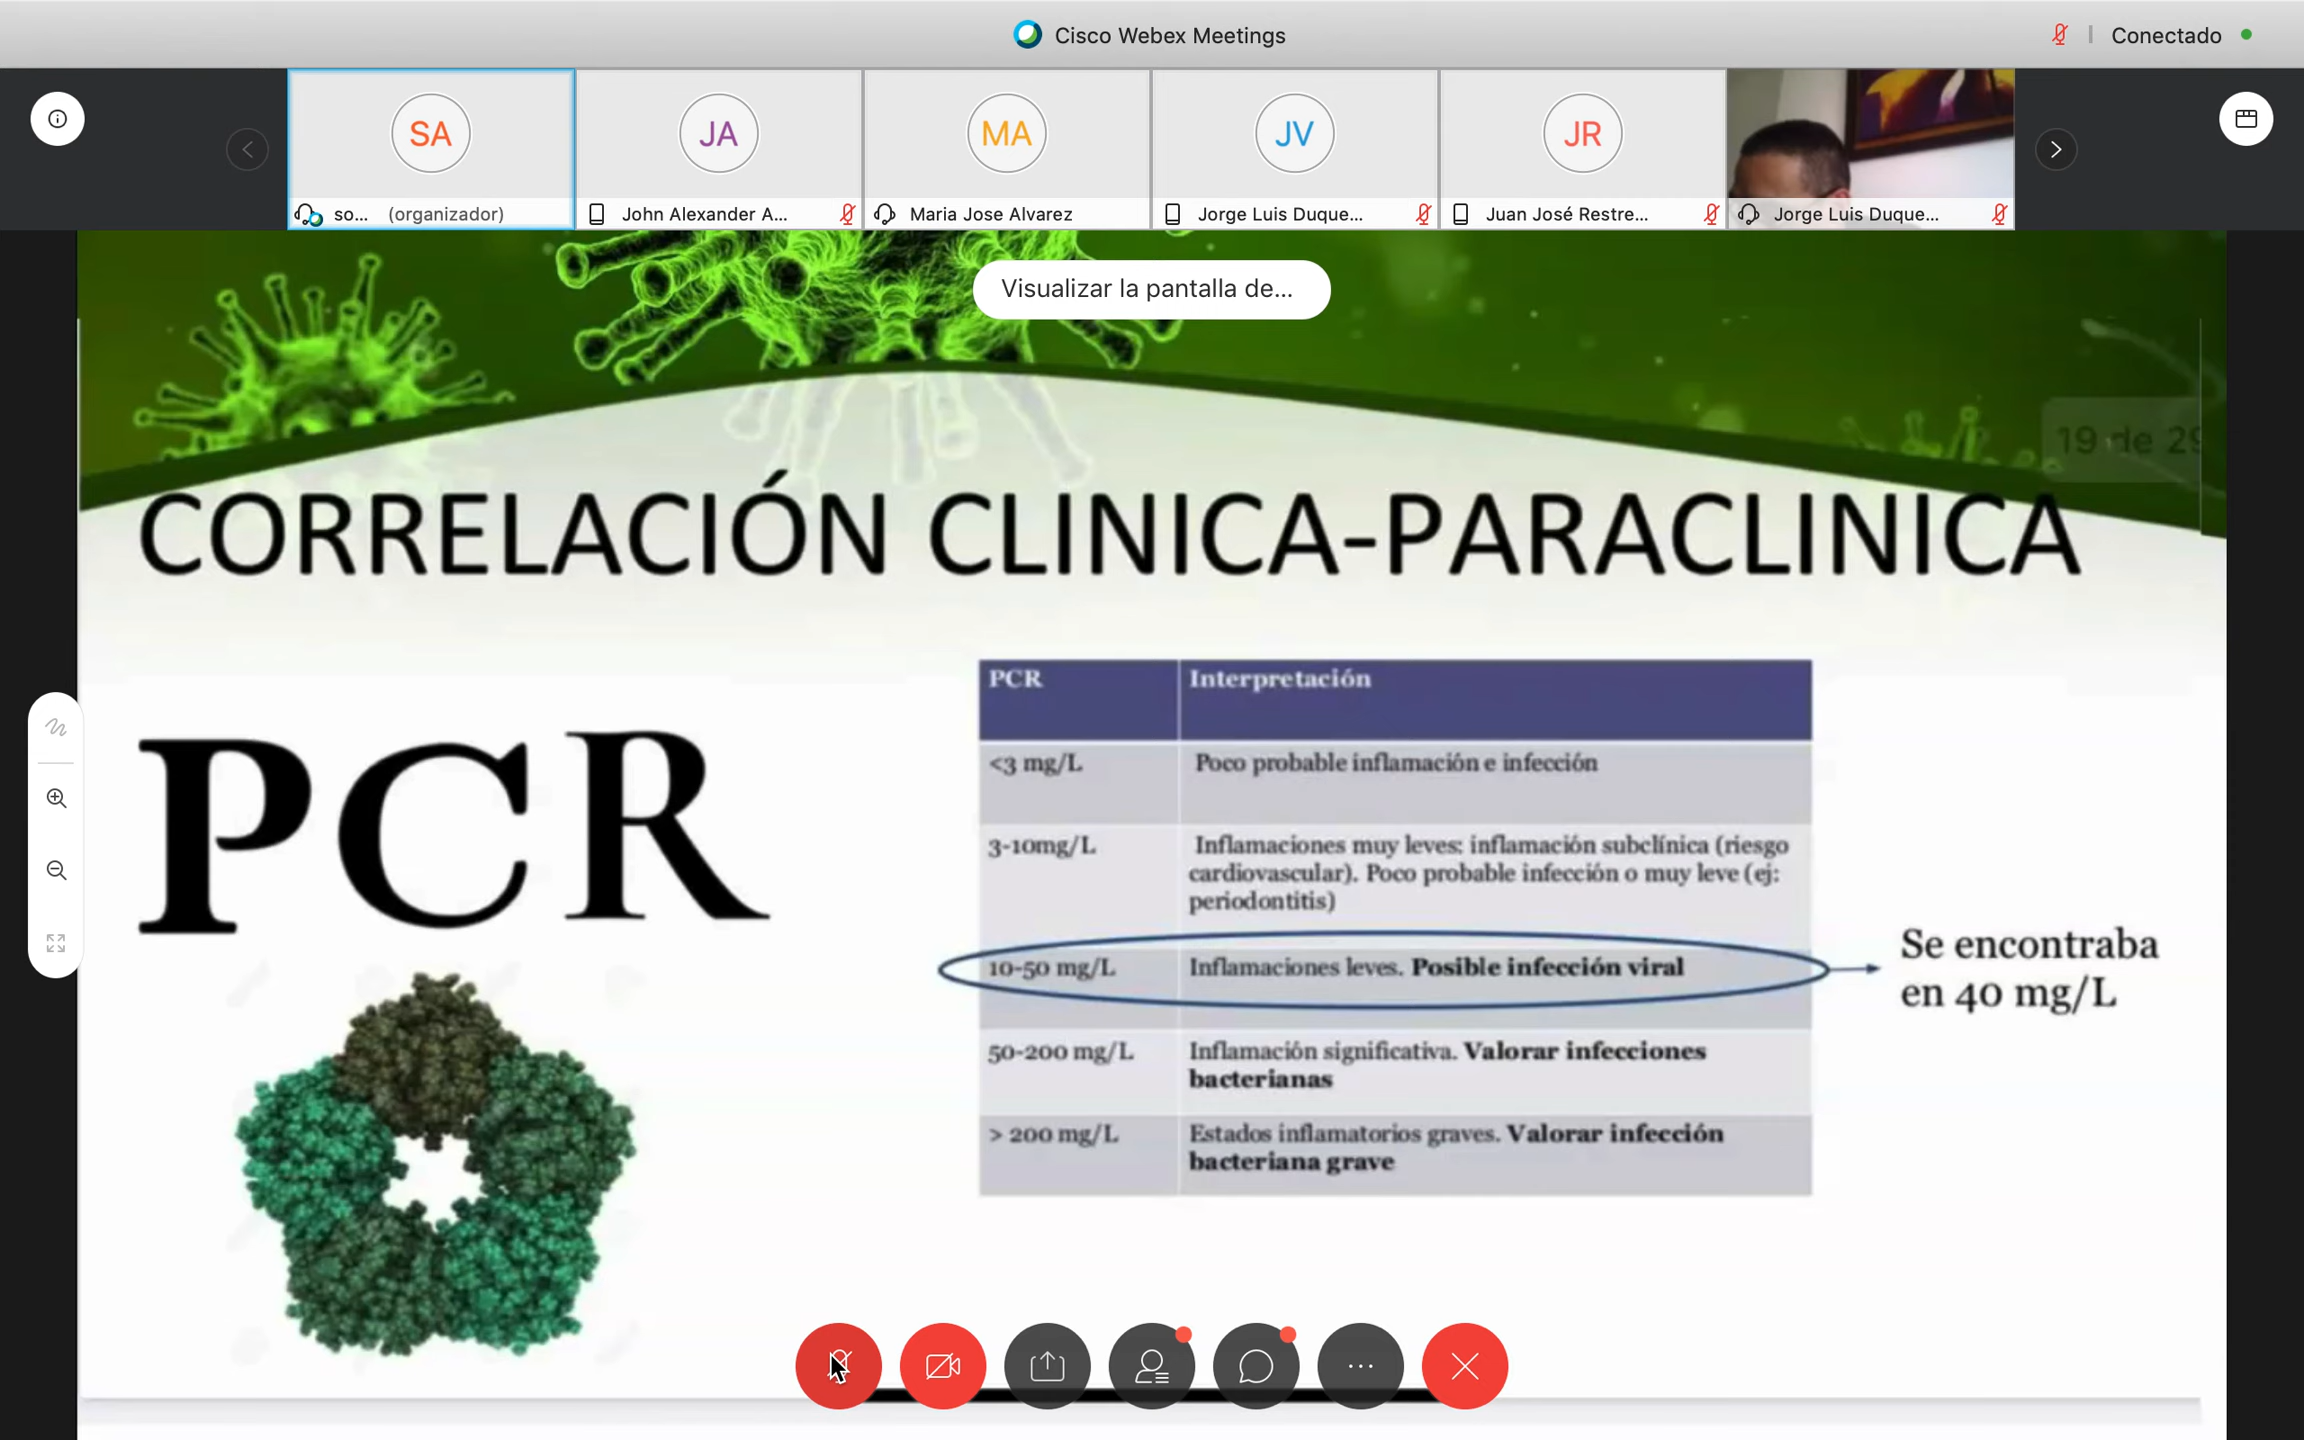 Cisco Webex Meetings
Conectado
SA
JA
MA
JV
JR
so... (organizador)
John Alexander A...
Maria Jose Alvarez
Jorge Luis Duque...
Juan José Restre...
Jorge Luis Duque...
Visualizar la pantalla de...
19 de 29
CORRELACIÓN CLINICA-PARACLINICA
PCR
PCR Interpretación
<3 mg/L Poco probable inflamación e infección
3-10mg/L Inflamaciones muy leves: inflamación subclínica (riesgo
cardiovascular). Poco probable infección o muy leve (ej:
periodontitis)
10-50 mg/L Inflamaciones leves. Posible infección viral
50-200 mg/L Inflamación significativa. Valorar infecciones
bacterianas
> 200 mg/L Estados inflamatorios graves. Valorar infección
bacteriana grave
Se encontraba
en 40 mg/L